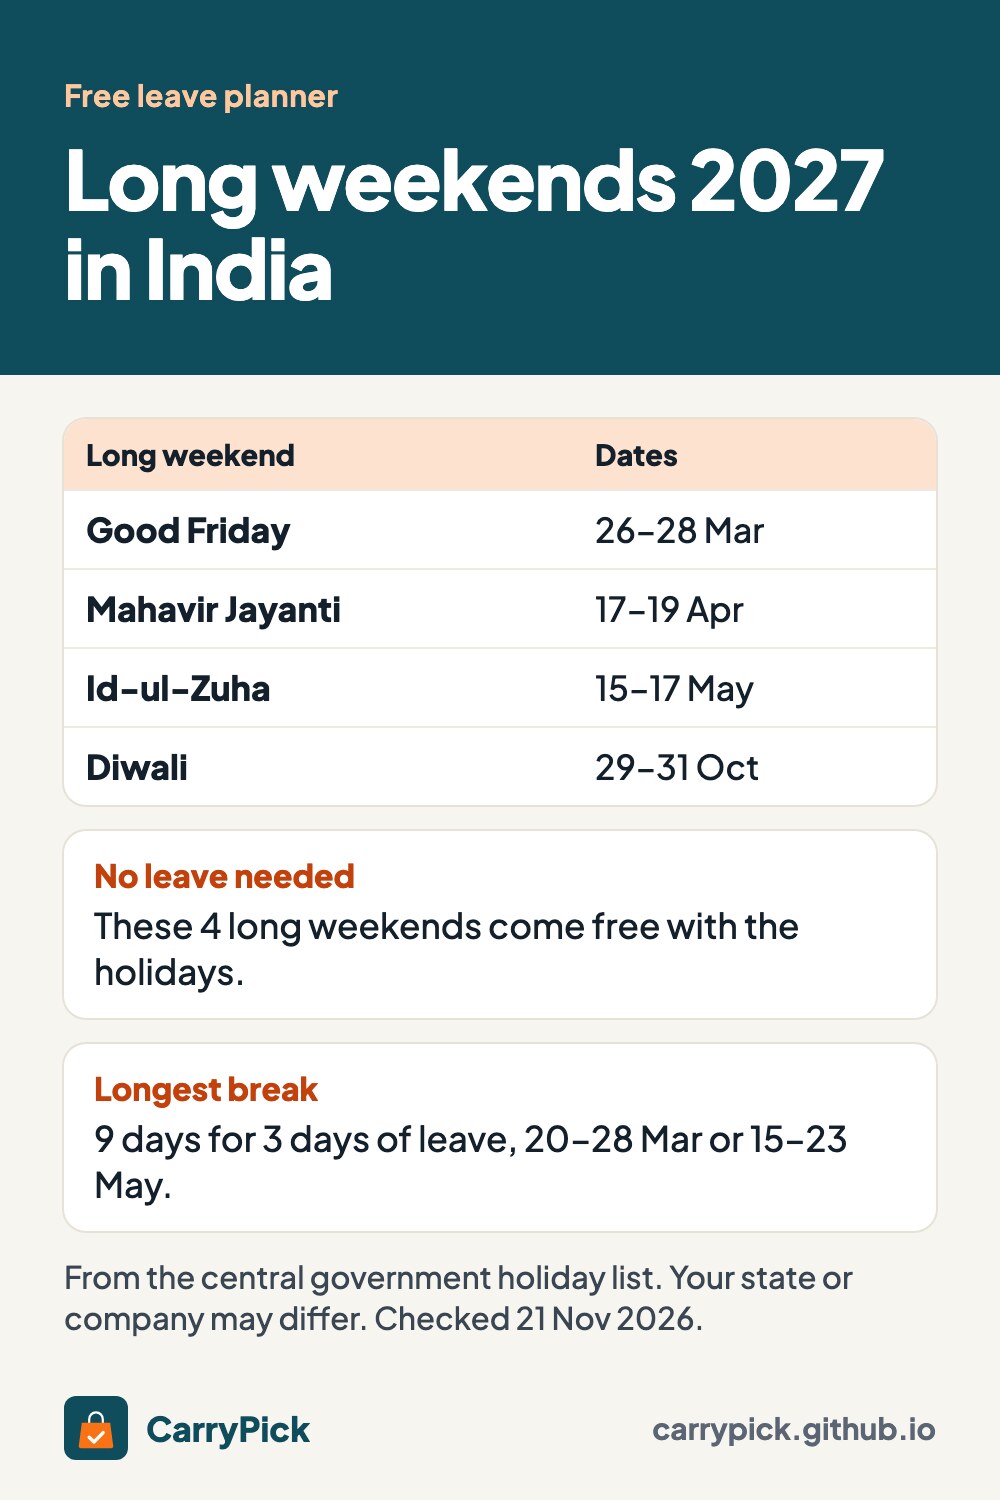 Free leave planner
Long weekends 2027
in India
Long weekend Dates
Good Friday 26–28 Mar
Mahavir Jayanti 17–19 Apr
Id-ul-Zuha 15–17 May
Diwali 29–31 Oct
No leave needed
These 4 long weekends come free with the
holidays.
Longest break
9 days for 3 days of leave, 20–28 Mar or 15–23
May.
From the central government holiday list. Your state or
company may differ. Checked 21 Nov 2026.
CarryPick carrypick.github.io